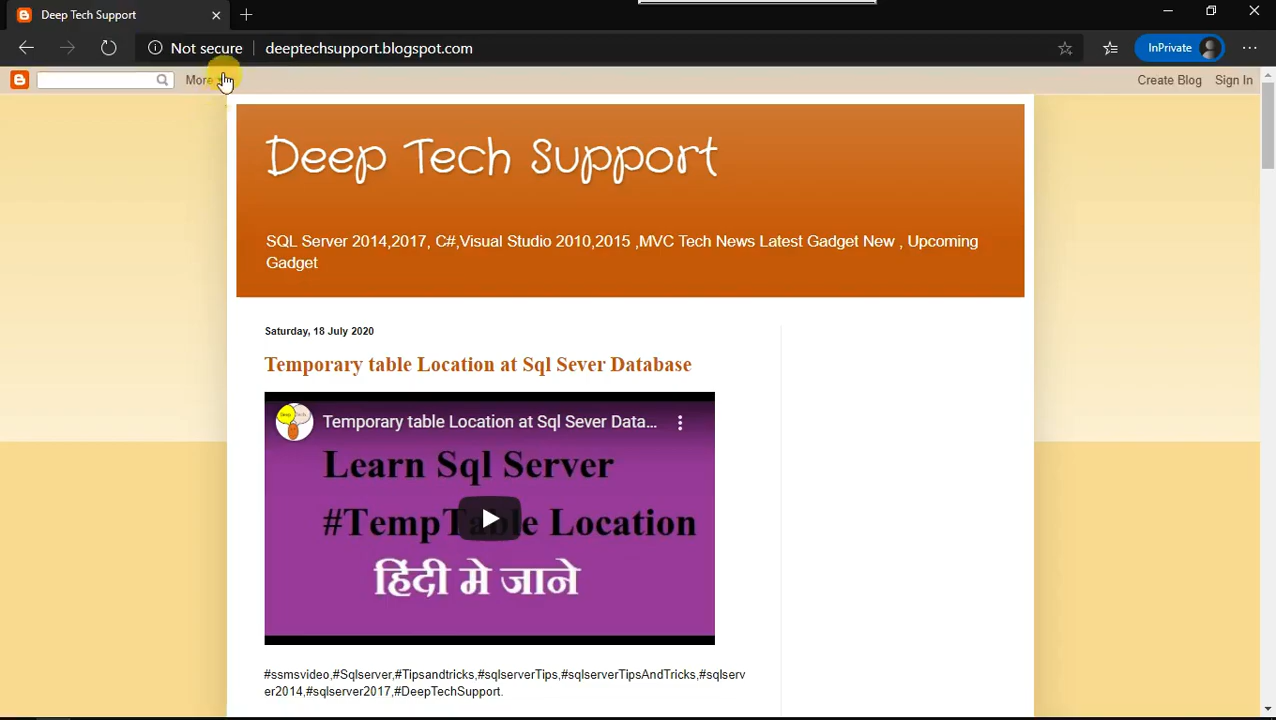 Deep Tech Support
Not secure
deeptechsupport.blogspot.com
InPrivate
More
Create Blog
Sign In
Deep Tech Support
SQL Server 2014,2017, C#,Visual Studio 2010,2015 ,MVC Tech News Latest Gadget New , Upcoming
Gadget
Saturday, 18 July 2020
Temporary table Location at Sql Sever Database
Temporary table Location at Sql Sever Data...
Learn Sql Server
#TempTable Location
हिंदी मे जाने
#ssmsvideo,#Sqlserver,#Tipsandtricks,#sqlserverTips,#sqlserverTipsAndTricks,#sqlserv
er2014,#sqlserver2017,#DeepTechSupport.